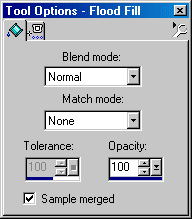 Tool Options - Flood Fill
Blend mode:
Normal
Match mode:
None
Tolerance: Opacity:
100 100
Sample merged